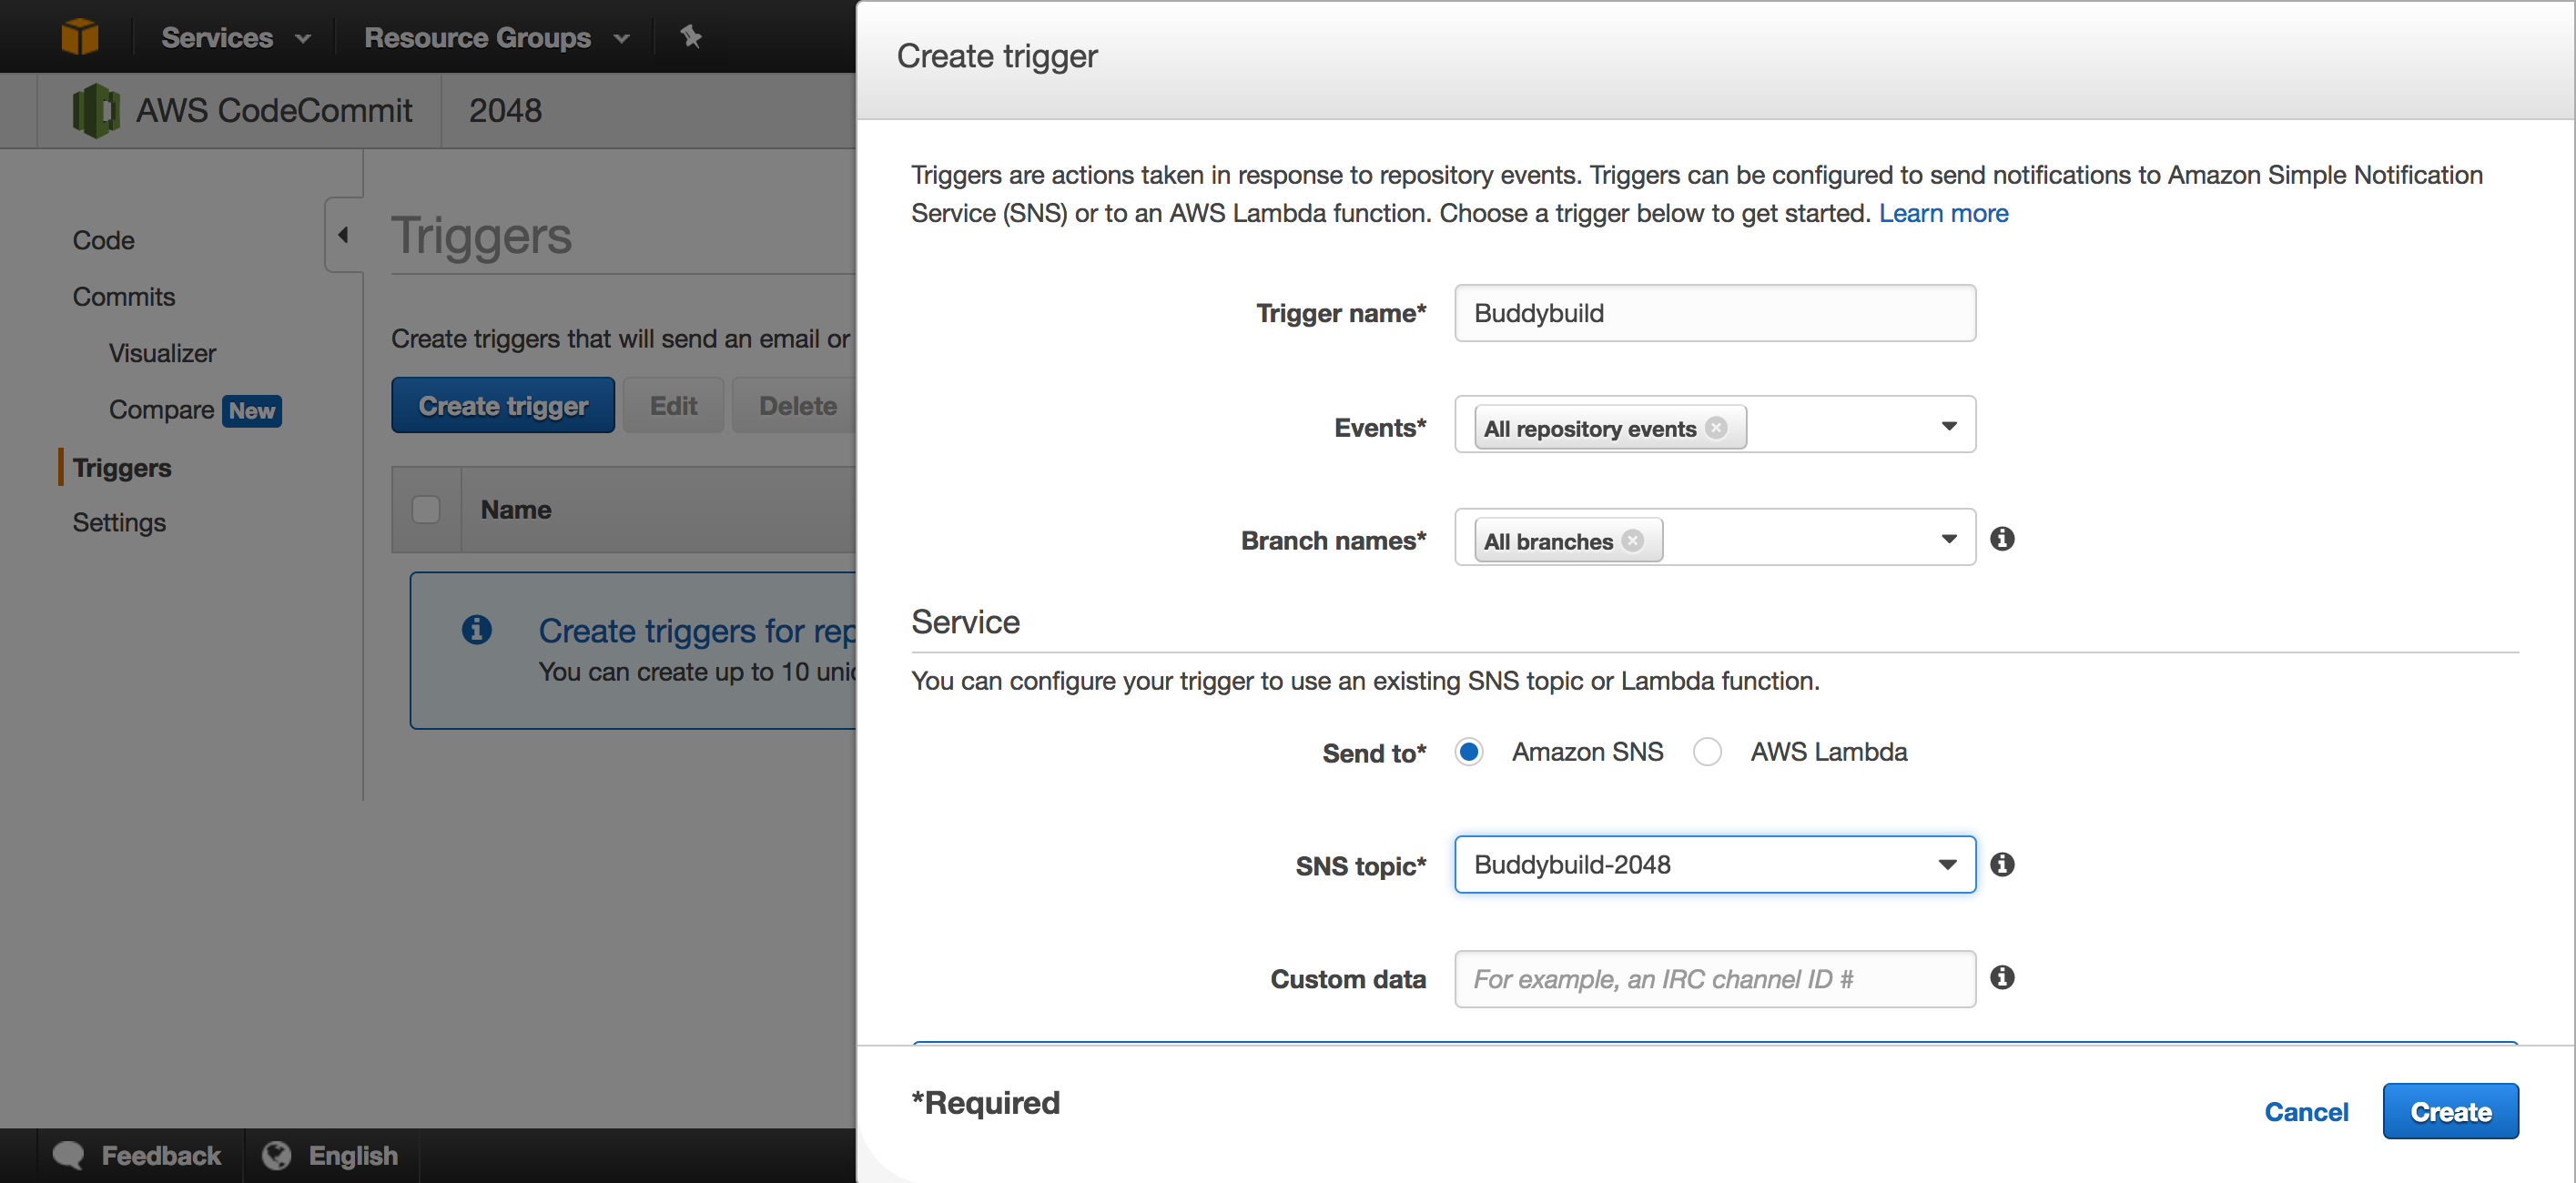 Services
Resource Groups
AWS CodeCommit
2048
Code
Commits
Visualizer
Compare New
Triggers
Settings
Triggers
Create triggers that will send an email or
Create trigger
Edit
Delete
Name
Create triggers for rep
You can create up to 10 uni
Feedback
English
Create trigger
Triggers are actions taken in response to repository events. Triggers can be configured to send notifications to Amazon Simple Notification
Service (SNS) or to an AWS Lambda function. Choose a trigger below to get started. Learn more
Trigger name* Buddybuild
Events* All repository events
Branch names* All branches
Service
You can configure your trigger to use an existing SNS topic or Lambda function.
Send to* Amazon SNS AWS Lambda
SNS topic* Buddybuild-2048
Custom data For example, an IRC channel ID #
*Required
Cancel
Create